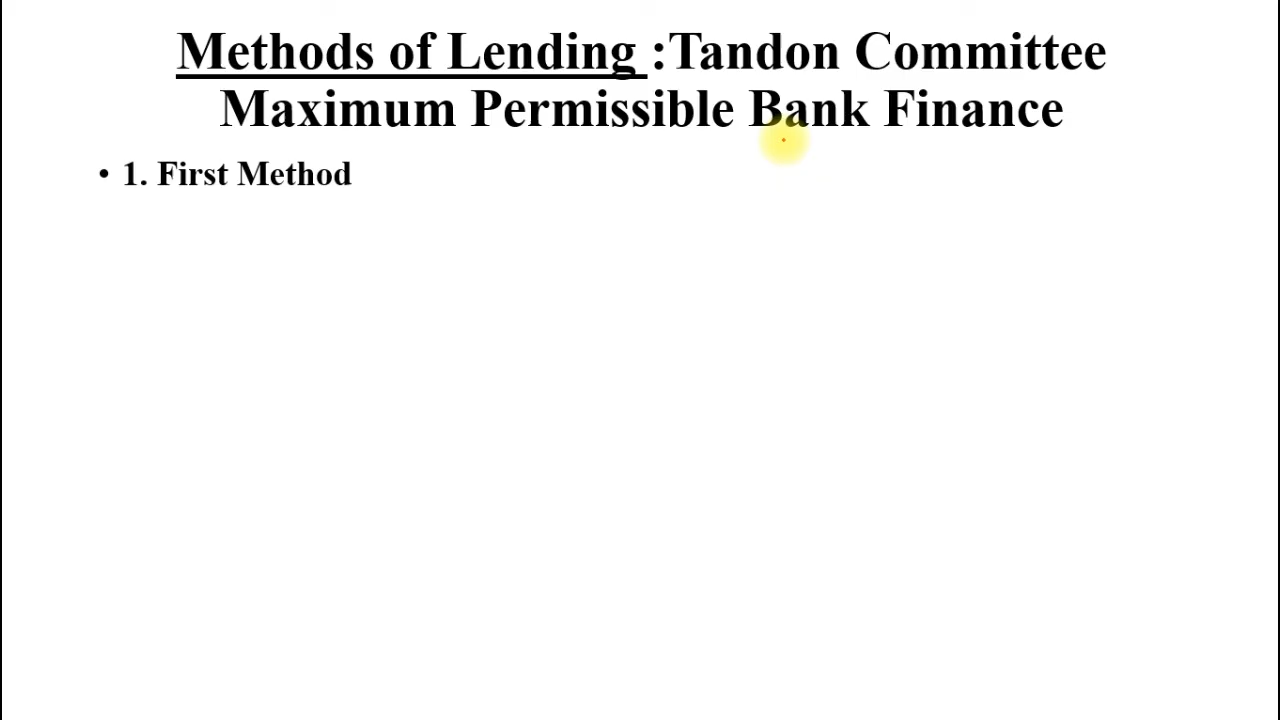 Methods of Lending :Tandon Committee
Maximum Permissible Bank Finance
• 1. First Method